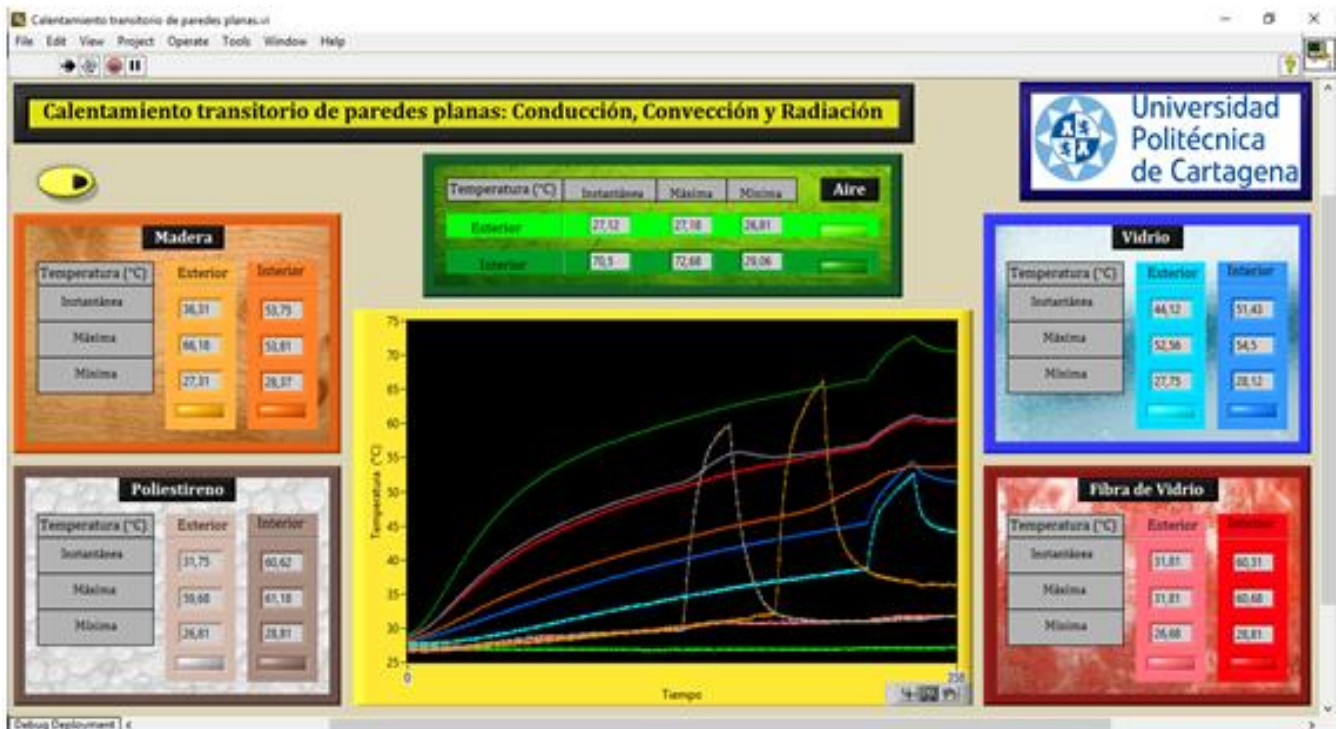 Calentamiento transitorio de paredes planas.vi
File Edit View Project Operate Tools Window Help
Calentamiento transitorio de paredes planas: Conducción, Convección y Radiación
Universidad
Politécnica
de Cartagena
Temperatura (°C) Instantánea Máxima Mínima Aire
Exterior 27,12 27,18 26,81
Interior 70,5 72,68 29,06
Madera
Temperatura (°C) Exterior Interior
Instantánea 36,31 53,75
Máxima 66,18 53,81
Mínima 27,31 28,37
Vidrio
Temperatura (°C) Exterior Interior
Instantánea 44,12 51,43
Máxima 52,56 54,5
Mínima 27,75 28,12
75
70
65
60
55
50
45
40
35
30
25
Temperatura (°C)
0
Tiempo
Poliestireno
Temperatura (°C) Exterior Interior
Instantánea 31,75 60,62
Máxima 59,68 61,18
Mínima 26,81 28,81
Fibra de Vidrio
Temperatura (°C) Exterior Interior
Instantánea 31,81 60,31
Máxima 31,81 60,68
Mínima 26,68 28,81
Debug Deployment